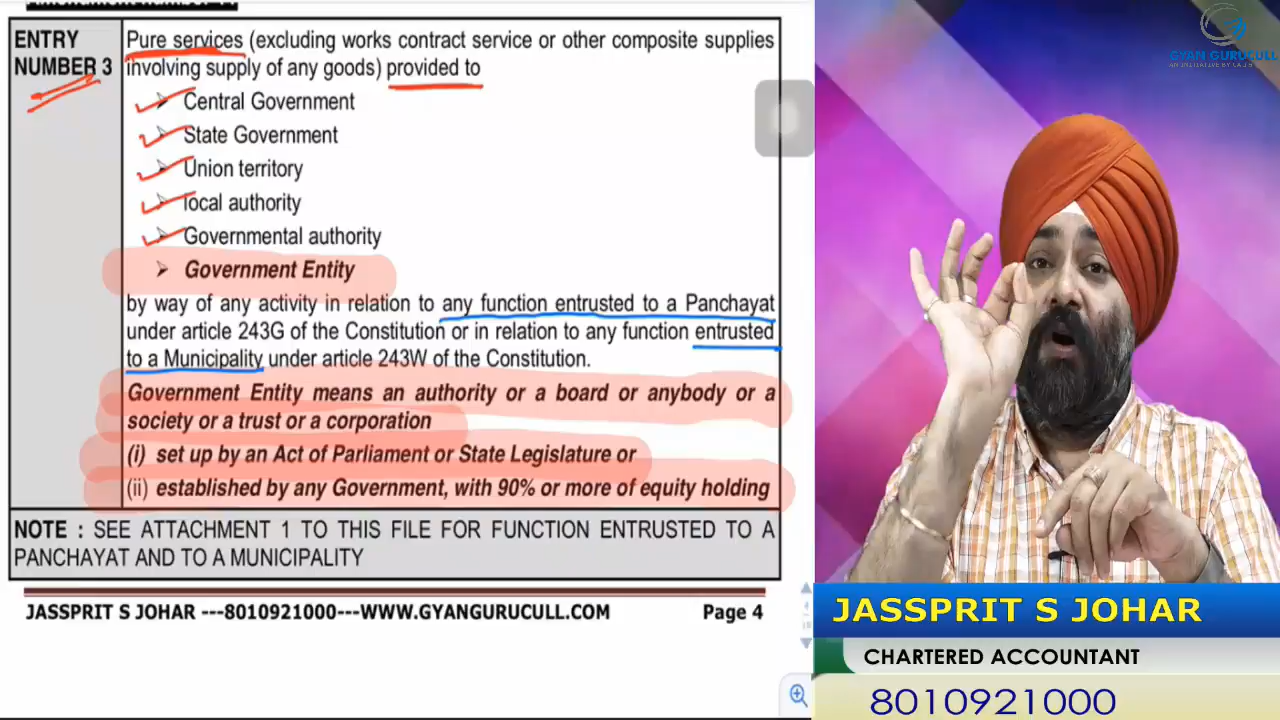 ENTRY
NUMBER 3
Pure services (excluding works contract service or other composite supplies
involving supply of any goods) provided to
Central Government
State Government
Union territory
local authority
Governmental authority
Government Entity
by way of any activity in relation to any function entrusted to a Panchayat
under article 243G of the Constitution or in relation to any function entrusted
to a Municipality under article 243W of the Constitution.
Government Entity means an authority or a board or anybody or a
society or a trust or a corporation
(i) set up by an Act of Parliament or State Legislature or
(ii) established by any Government, with 90% or more of equity holding
NOTE : SEE ATTACHMENT 1 TO THIS FILE FOR FUNCTION ENTRUSTED TO A
PANCHAYAT AND TO A MUNICIPALITY
JASSPRIT S JOHAR ---8010921000---WWW.GYANGURUCULL.COM Page 4
GYAN GURUCULL
JASSPRIT S JOHAR
CHARTERED ACCOUNTANT
8010921000